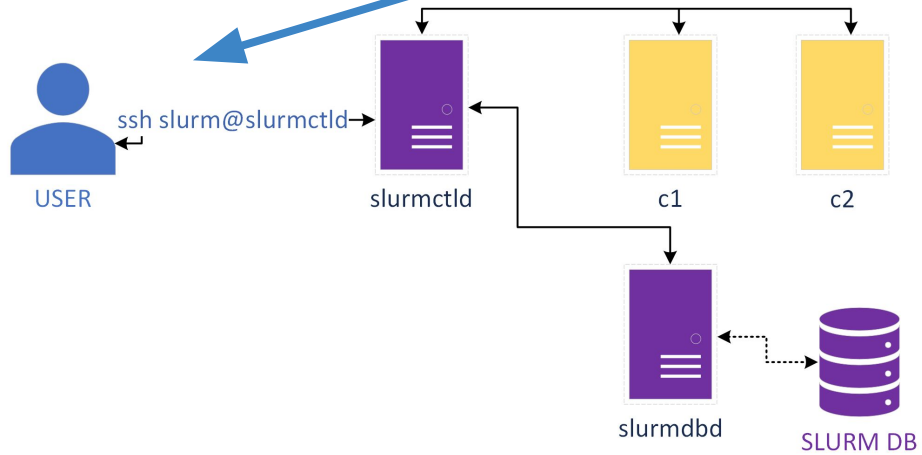 ssh slurm@slurmctld
USER
slurmctld
c1
c2
slurmdbd
SLURM DB